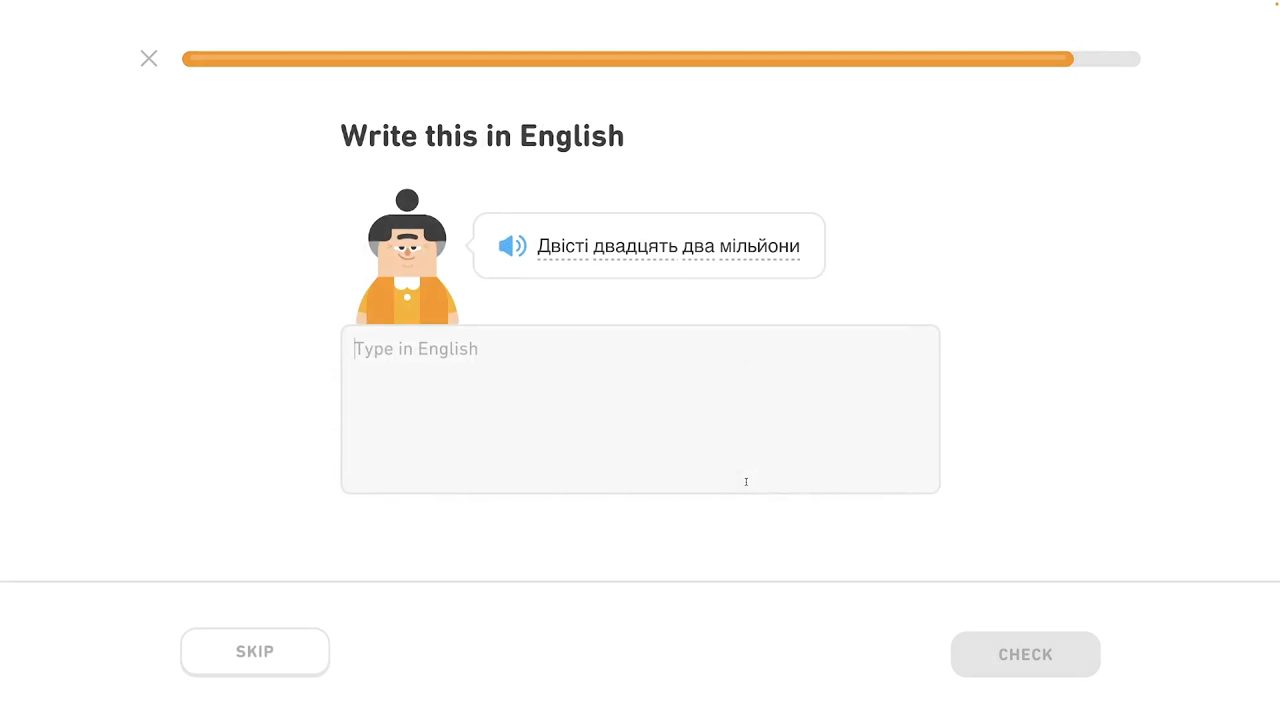 Write this in English
Двісті двадцять два мільйони
Type in English
SKIP
CHECK